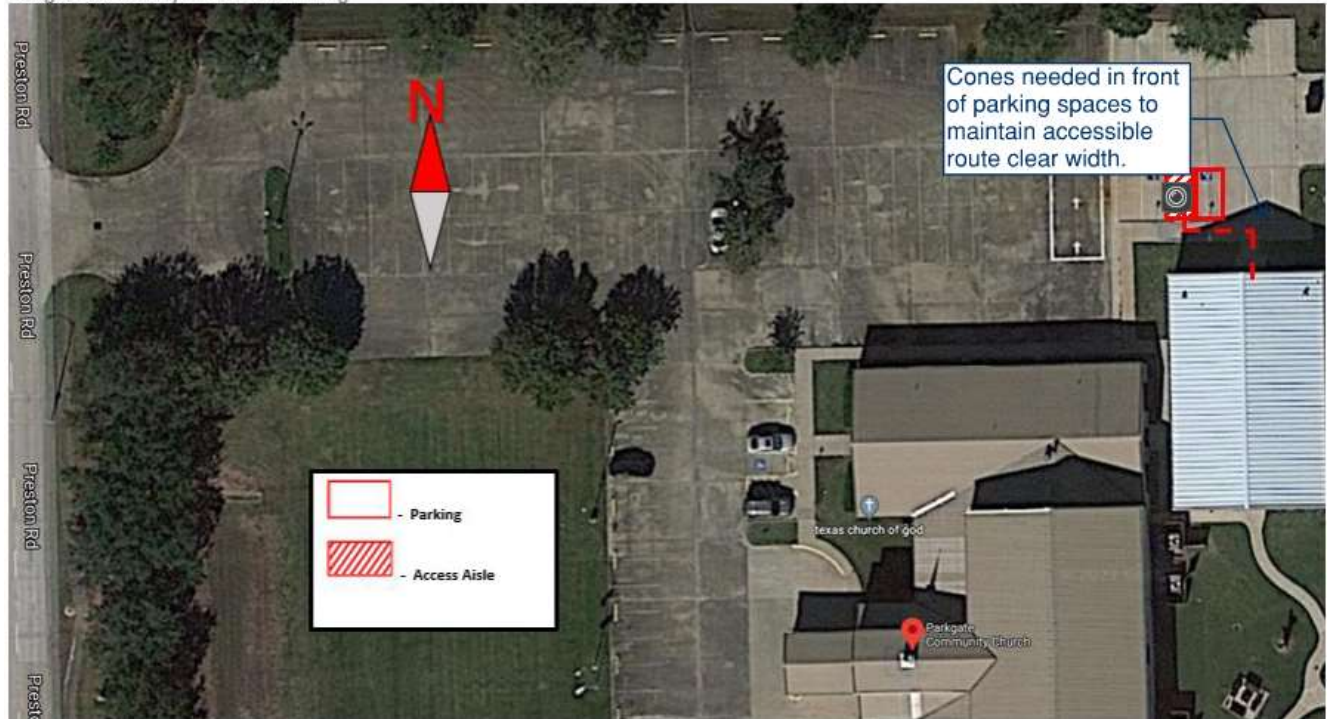 Preston Rd
N
Cones needed in front
of parking spaces to
maintain accessible
route clear width.
Preston Rd
Preston Rd
- Parking
- Access Aisle
texas church of god
Parkgate
Community Church